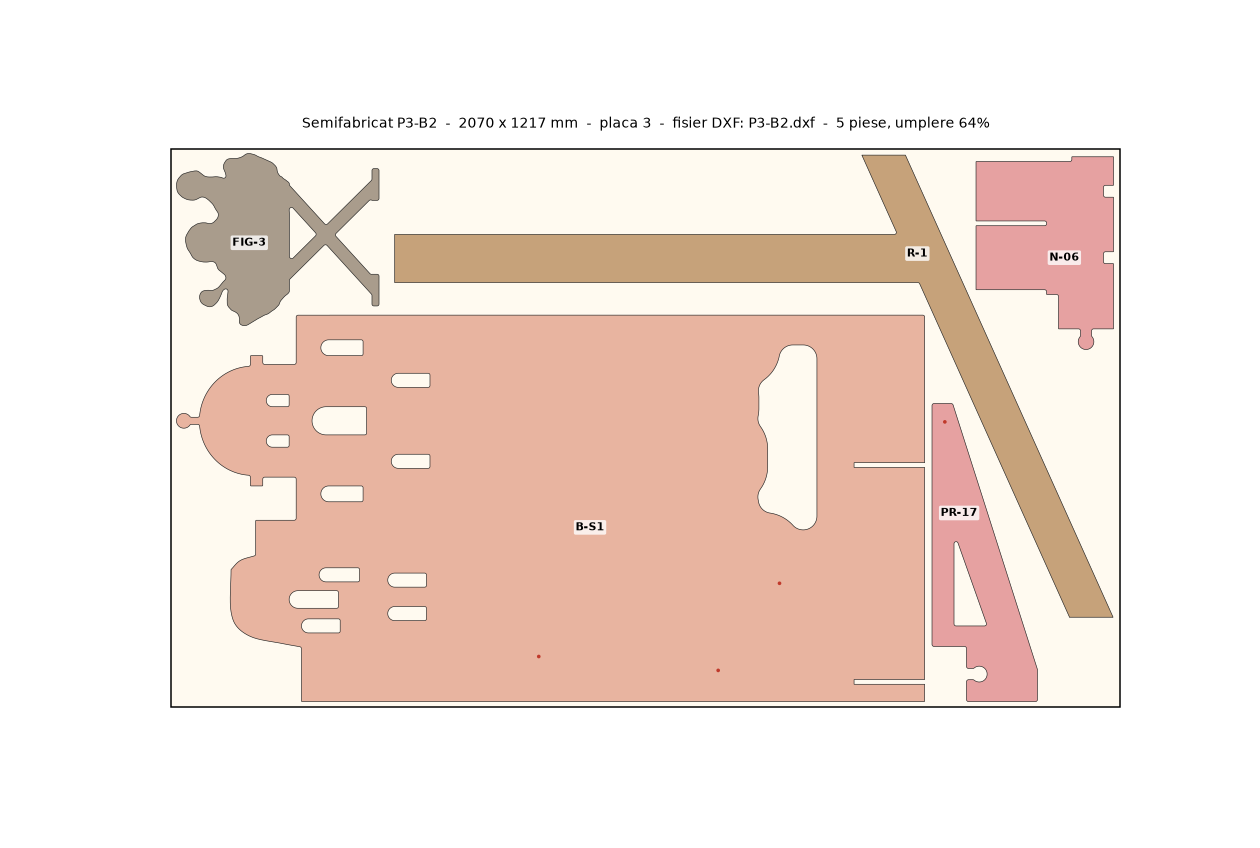 Semifabricat P3-B2 - 2070 x 1217 mm - placa 3 - fisier DXF: P3-B2.dxf - 5 piese, umplere 64%
FIG-3
R-1
N-06
PR-17
B-S1